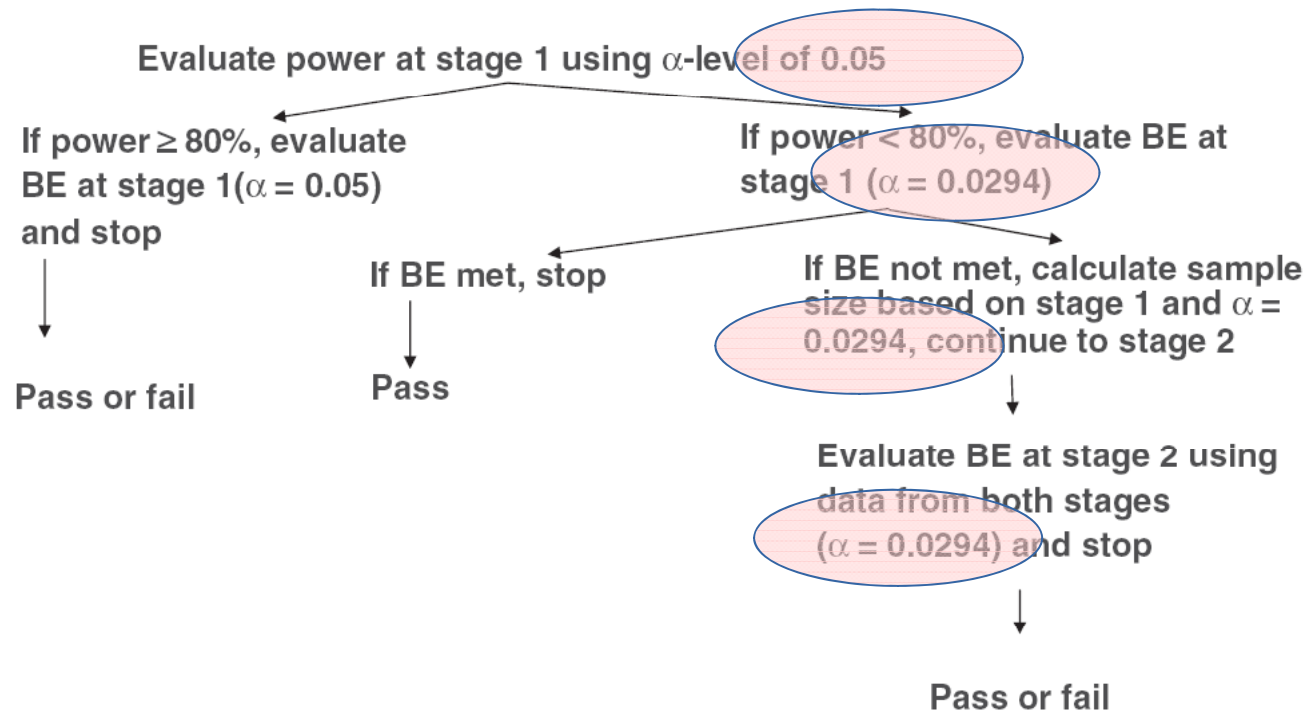 Evaluate power at stage 1 using α-level of 0.05
If power ≥ 80%, evaluate
BE at stage 1(α = 0.05)
and stop
Pass or fail
If power < 80%, evaluate BE at
stage 1 (α = 0.0294)
If BE met, stop
Pass
If BE not met, calculate sample
size based on stage 1 and α =
0.0294, continue to stage 2
Evaluate BE at stage 2 using
data from both stages
(α = 0.0294) and stop
Pass or fail